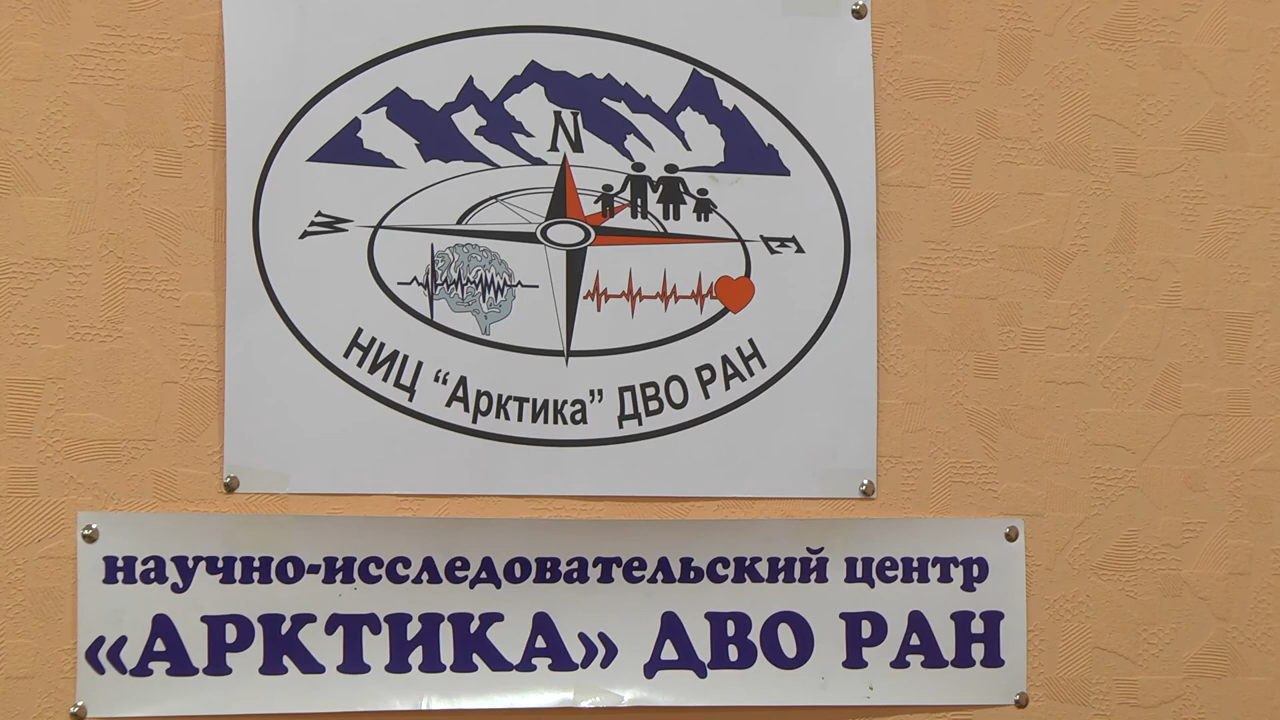 N
W
E
НИЦ “Арктика” ДВО РАН
научно-исследовательский центр
«АРКТИКА» ДВО РАН